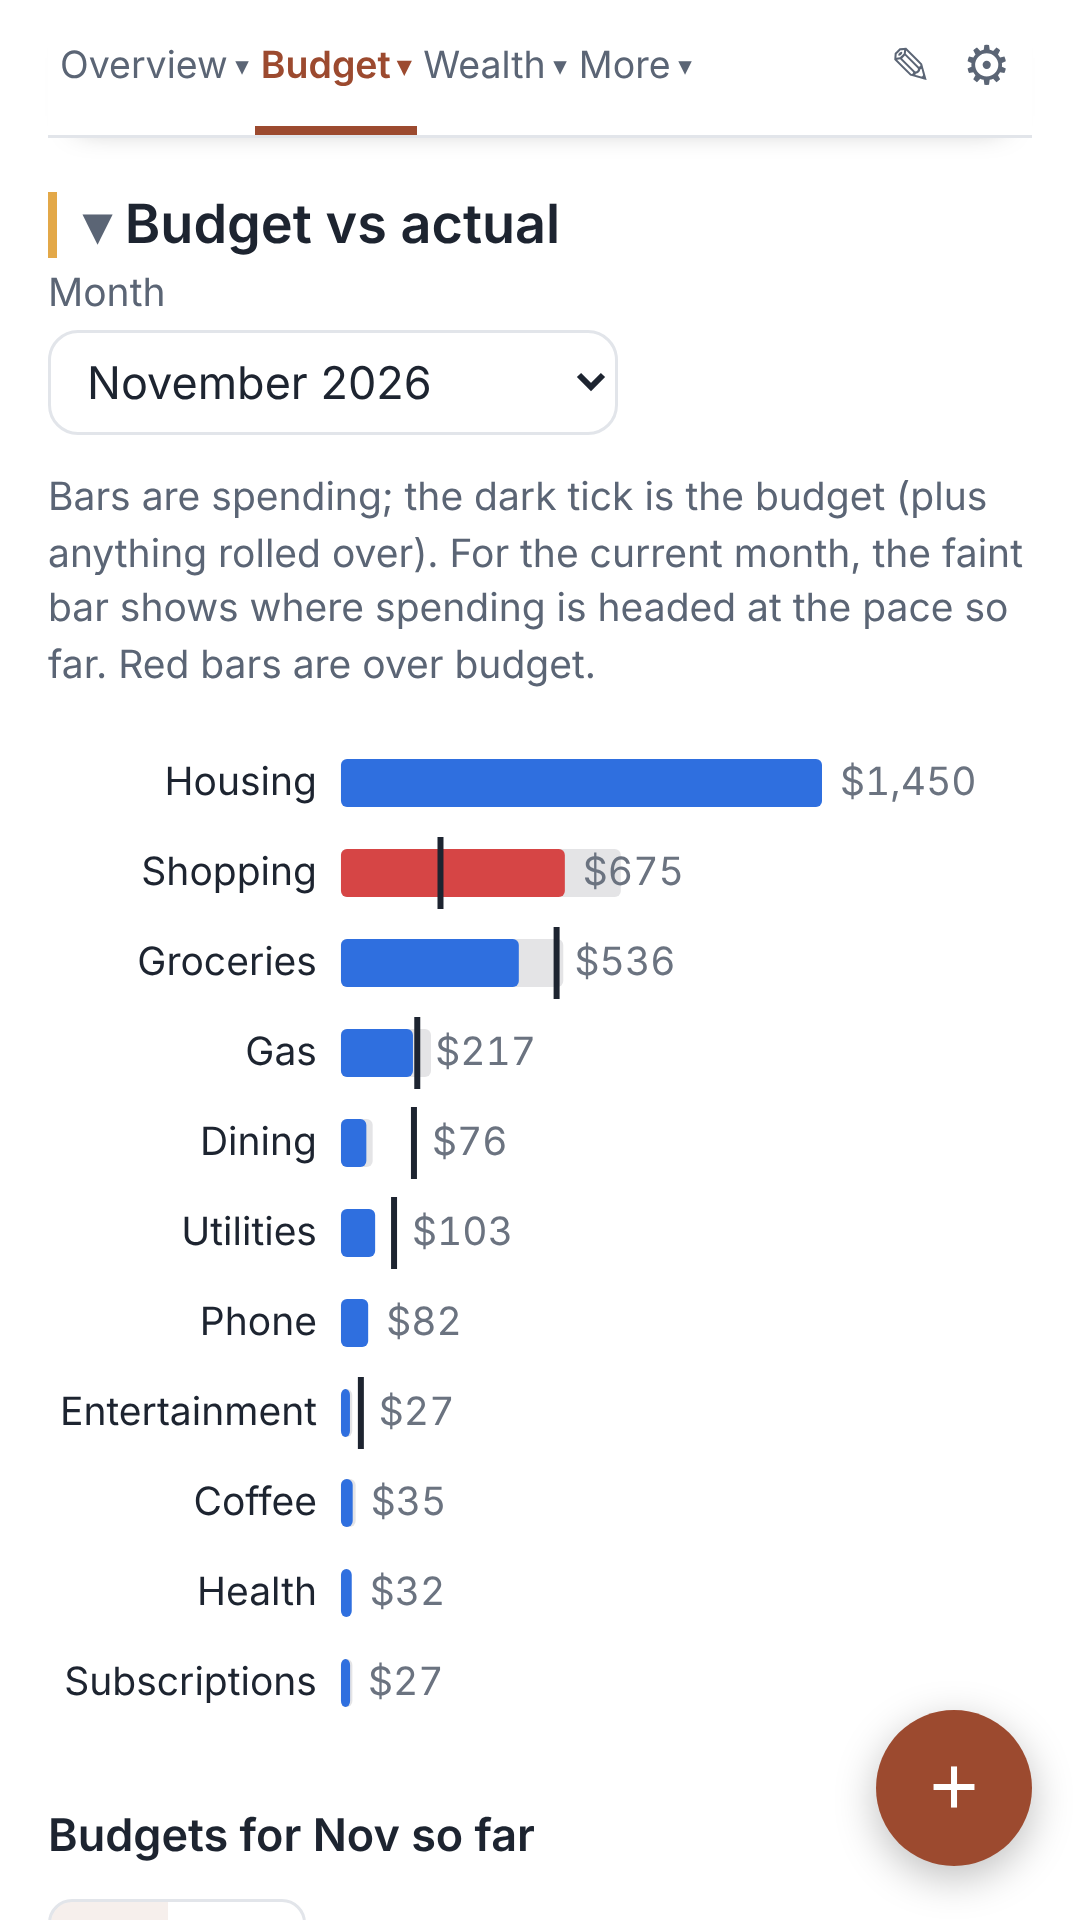 Overview ▾ Budget ▾ Wealth ▾ More ▾ ✎ ⚙
▼ Budget vs actual
Month
November 2026
Bars are spending; the dark tick is the budget (plus
anything rolled over). For the current month, the faint
bar shows where spending is headed at the pace so
far. Red bars are over budget.
Housing $1,450
Shopping $675
Groceries $536
Gas $217
Dining $76
Utilities $103
Phone $82
Entertainment $27
Coffee $35
Health $32
Subscriptions $27
+
Budgets for Nov so far